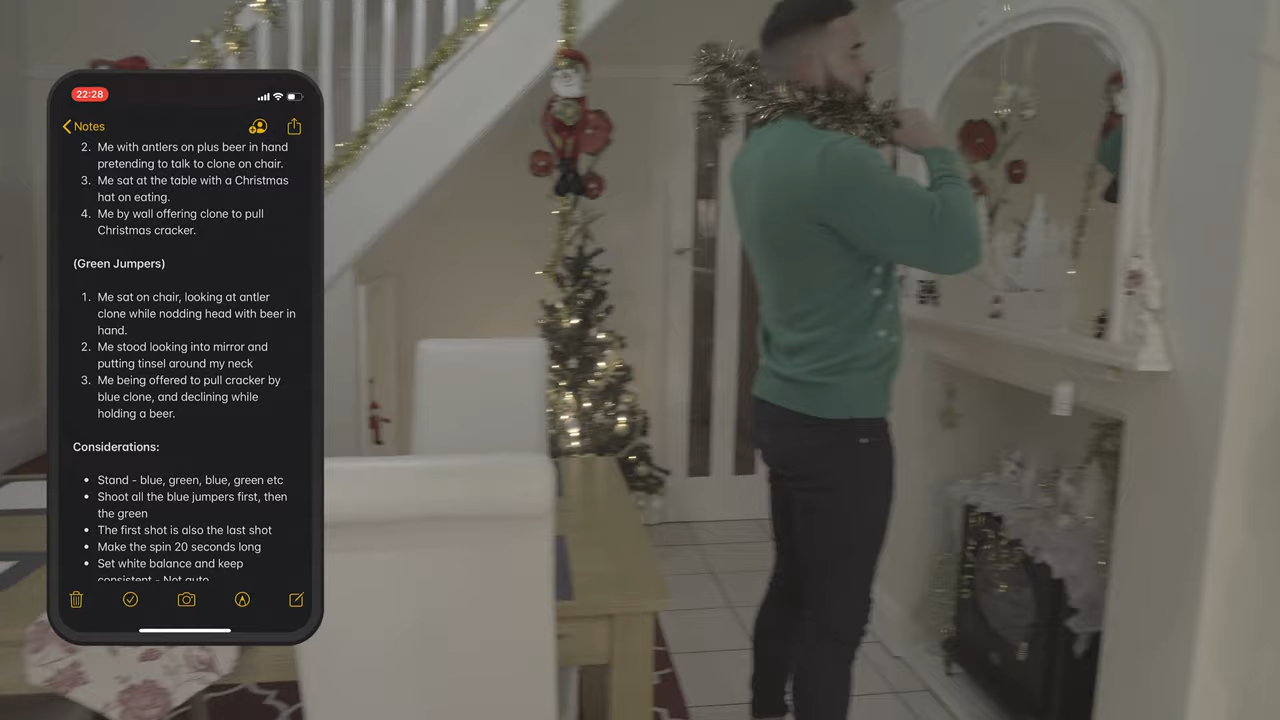 22:28
Notes
2. Me with antlers on plus beer in hand
pretending to talk to clone on chair.
3. Me sat at the table with a Christmas
hat on eating.
4. Me by wall offering clone to pull
Christmas cracker.
(Green Jumpers)
1. Me sat on chair, looking at antler
clone while nodding head with beer in
hand.
2. Me stood looking into mirror and
putting tinsel around my neck
3. Me being offered to pull cracker by
blue clone, and declining while
holding a beer.
Considerations:
• Stand - blue, green, blue, green etc
• Shoot all the blue jumpers first, then
the green
• The first shot is also the last shot
• Make the spin 20 seconds long
• Set white balance and keep
consistent - Not auto